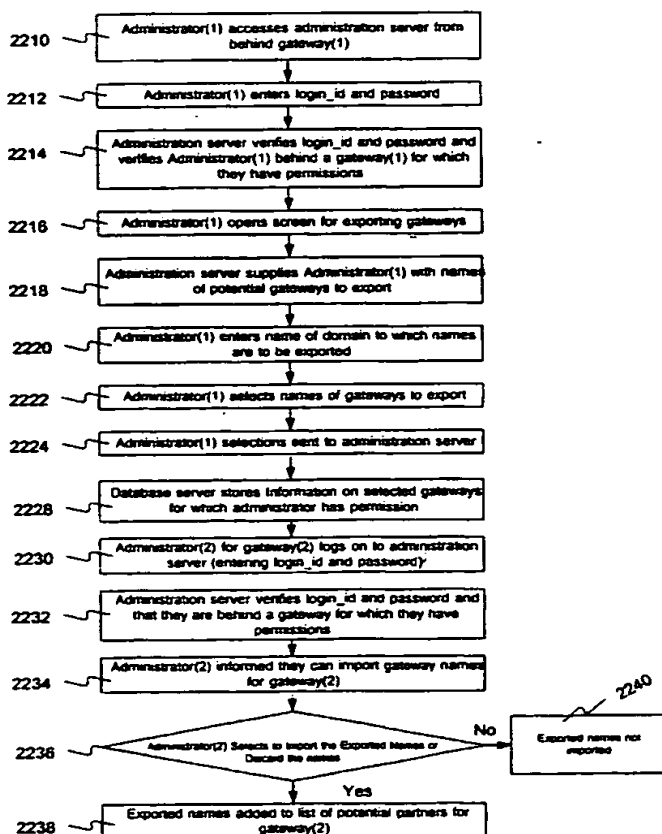 2210
Administrator(1) accesses administration server from
behind gateway(1)
2212
Administrator(1) enters login_id and password
2214
Administration server verifies login_id and password and
verifies Administrator(1) behind a gateway(1) for which
they have permissions
2216
Administrator(1) opens screen for exporting gateways
2218
Administration server supplies Administrator(1) with names
of potential gateways to export
2220
Administrator(1) enters name of domain to which names
are to be exported
2222
Administrator(1) selects names of gateways to export
2224
Administrator(1) selections sent to administration server
2228
Database server stores Information on selected gateways
for which administrator has permission
2230
Administrator(2) for gateway(2) logs on to administration
server (entering login_id and password)
2232
Administration server verifies login_id and password and
that they are behind a gateway for which they have
permissions
2234
Administrator(2) informed they can import gateway names
for gateway(2)
2236
Administrator(2) Selects to Import the Exported Names or
Discard the names
No
2240
Exported names not
imported
Yes
2238
Exported names added to list of potential partners for
gateway(2)